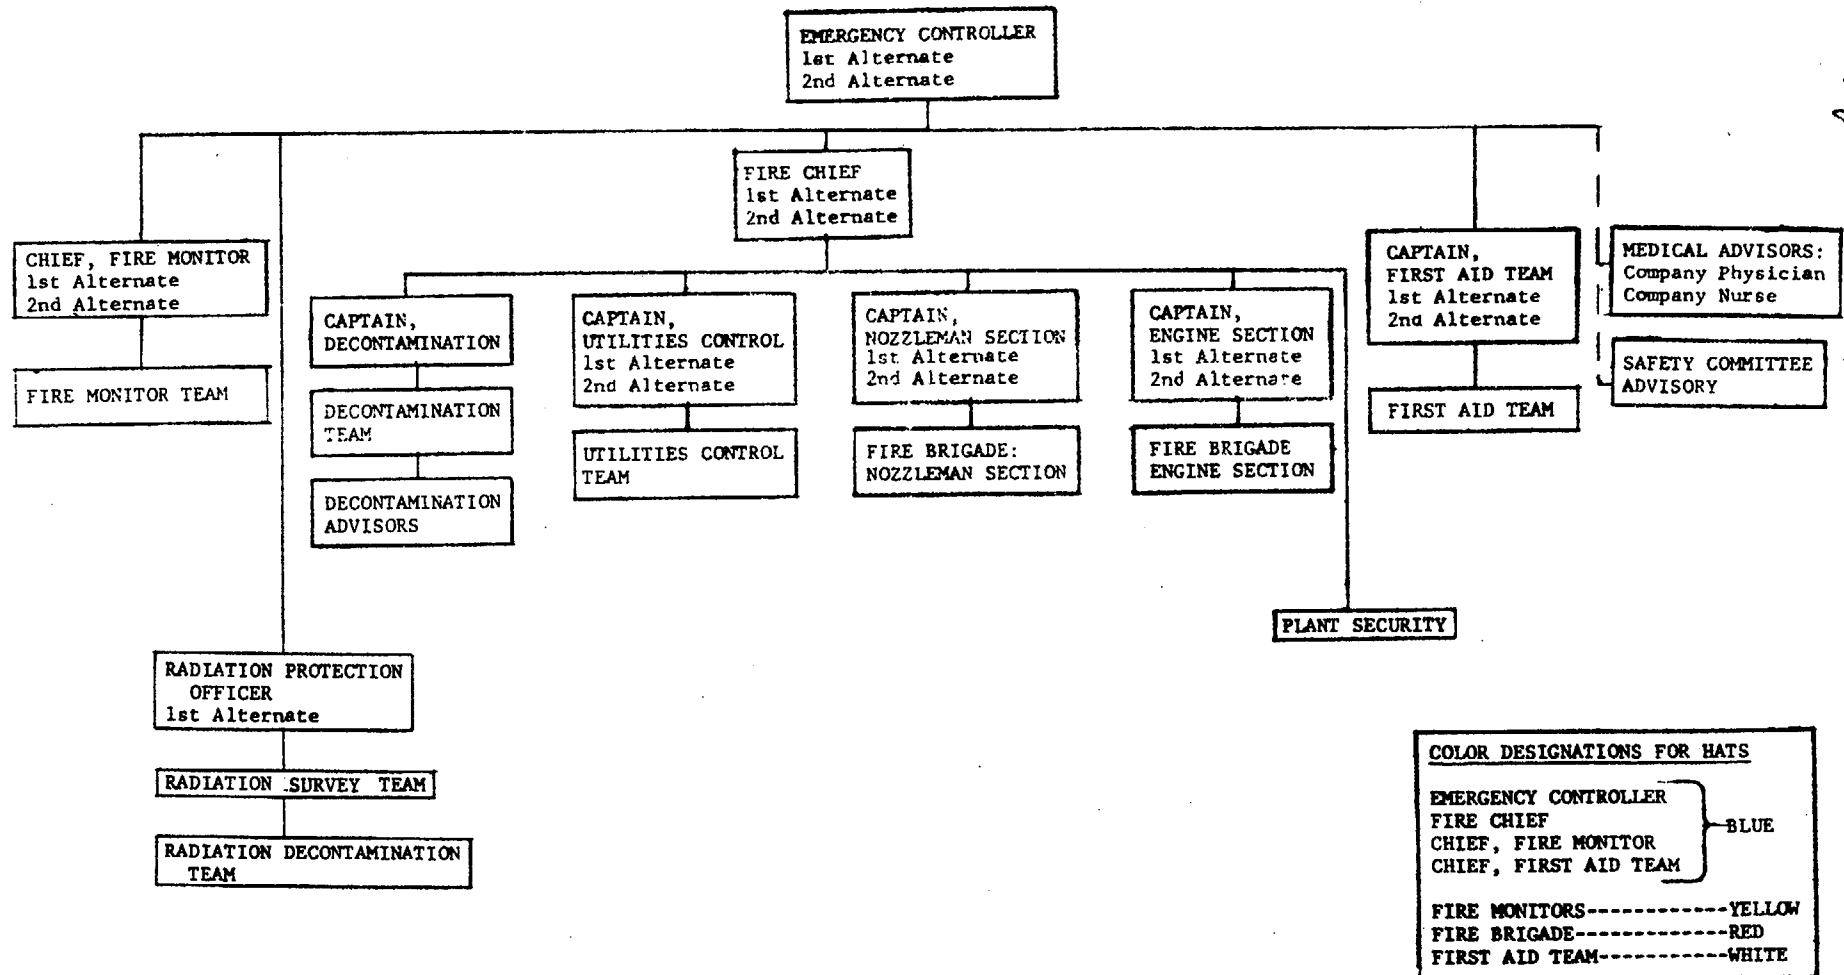 EMERGENCY CONTROLLER
1st Alternate
2nd Alternate
FIRE CHIEF
1st Alternate
2nd Alternate
CHIEF, FIRE MONITOR
1st Alternate
2nd Alternate
FIRE MONITOR TEAM
CAPTAIN,
DECONTAMINATION
DECONTAMINATION
TEAM
DECONTAMINATION
ADVISORS
CAPTAIN,
UTILITIES CONTROL
1st Alternate
2nd Alternate
UTILITIES CONTROL
TEAM
CAPTAIN,
NOZZLEMAN SECTION
1st Alternate
2nd Alternate
FIRE BRIGADE:
NOZZLEMAN SECTION
CAPTAIN,
ENGINE SECTION
1st Alternate
2nd Alternate
FIRE BRIGADE
ENGINE SECTION
CAPTAIN,
FIRST AID TEAM
1st Alternate
2nd Alternate
FIRST AID TEAM
MEDICAL ADVISORS:
Company Physician
Company Nurse
SAFETY COMMITTEE
ADVISORY
PLANT SECURITY
RADIATION PROTECTION
OFFICER
1st Alternate
RADIATION SURVEY TEAM
RADIATION DECONTAMINATION
TEAM
COLOR DESIGNATIONS FOR HATS
EMERGENCY CONTROLLER
FIRE CHIEF
CHIEF, FIRE MONITOR
CHIEF, FIRST AID TEAM
BLUE
FIRE MONITORS------------YELLOW
FIRE BRIGADE-------------RED
FIRST AID TEAM-----------WHITE